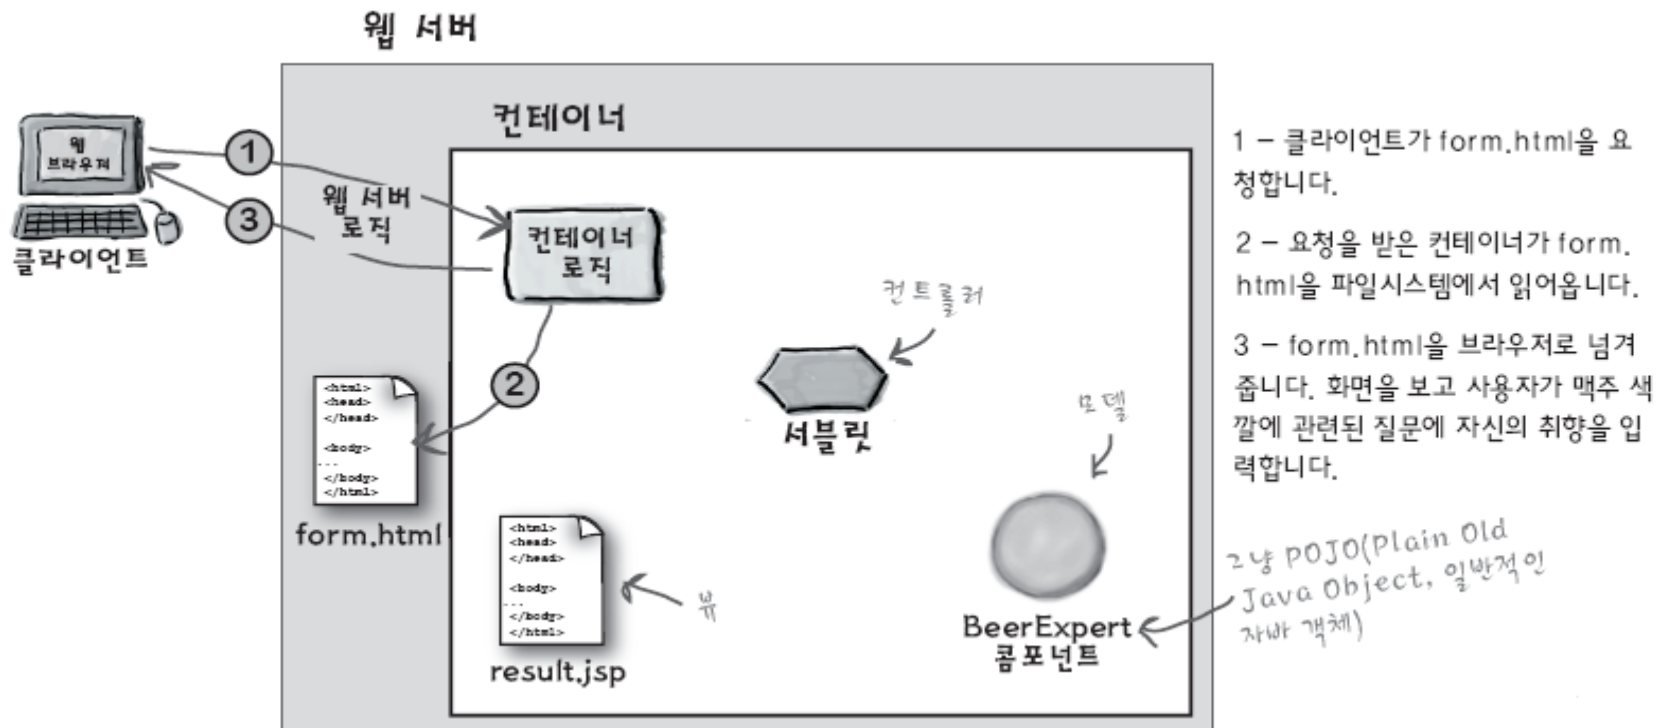 웹 서버
컨테이너
웹
브라우저
클라이언트
1
3
웹 서버
로직
컨테이너
로직
2
컨트롤러
서블릿
모델
<html>
<head>
</head>
<body>
---
</body>
</html>
form.html
<html>
<head>
</head>
<body>
---
</body>
</html>
result.jsp
뷰
BeerExpert
콤포넌트
1 – 클라이언트가 form.html을 요
청합니다.
2 – 요청을 받은 컨테이너가 form.
html을 파일시스템에서 읽어옵니다.
3 – form.html을 브라우저로 넘겨
줍니다. 화면을 보고 사용자가 맥주 색
깔에 관련된 질문에 자신의 취향을 입
력합니다.
그냥 POJO(Plain Old
Java Object, 일반적인
자바 객체)